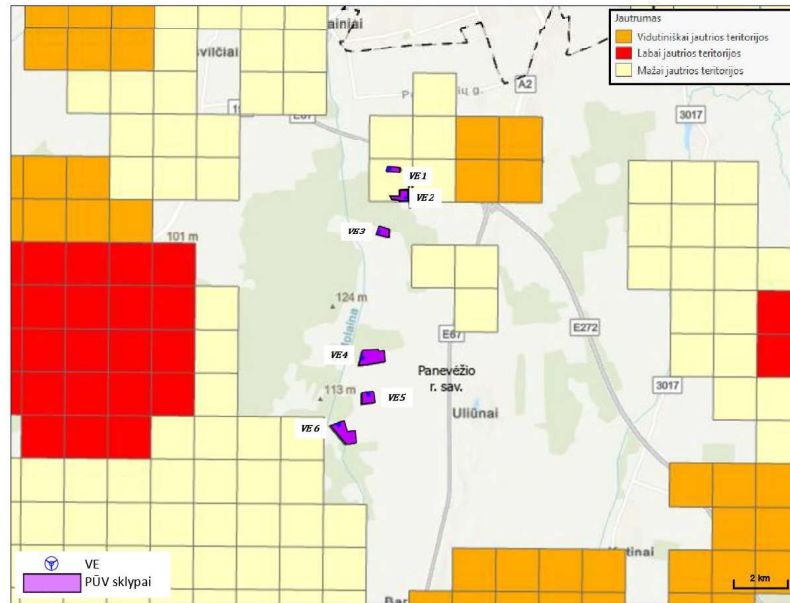 Jautrumas
Vidutiniškai jautrios teritorijos
Labai jautrios teritorijos
Mažai jautrios teritorijos
A2
3017
E67
VE1
VE2
VE3
101 m
124 m
E67
E272
VE4
Panevėžio
r. sav.
3017
113 m
VE5
Uliūnai
VE6
VE
PŪV sklypai
2 km